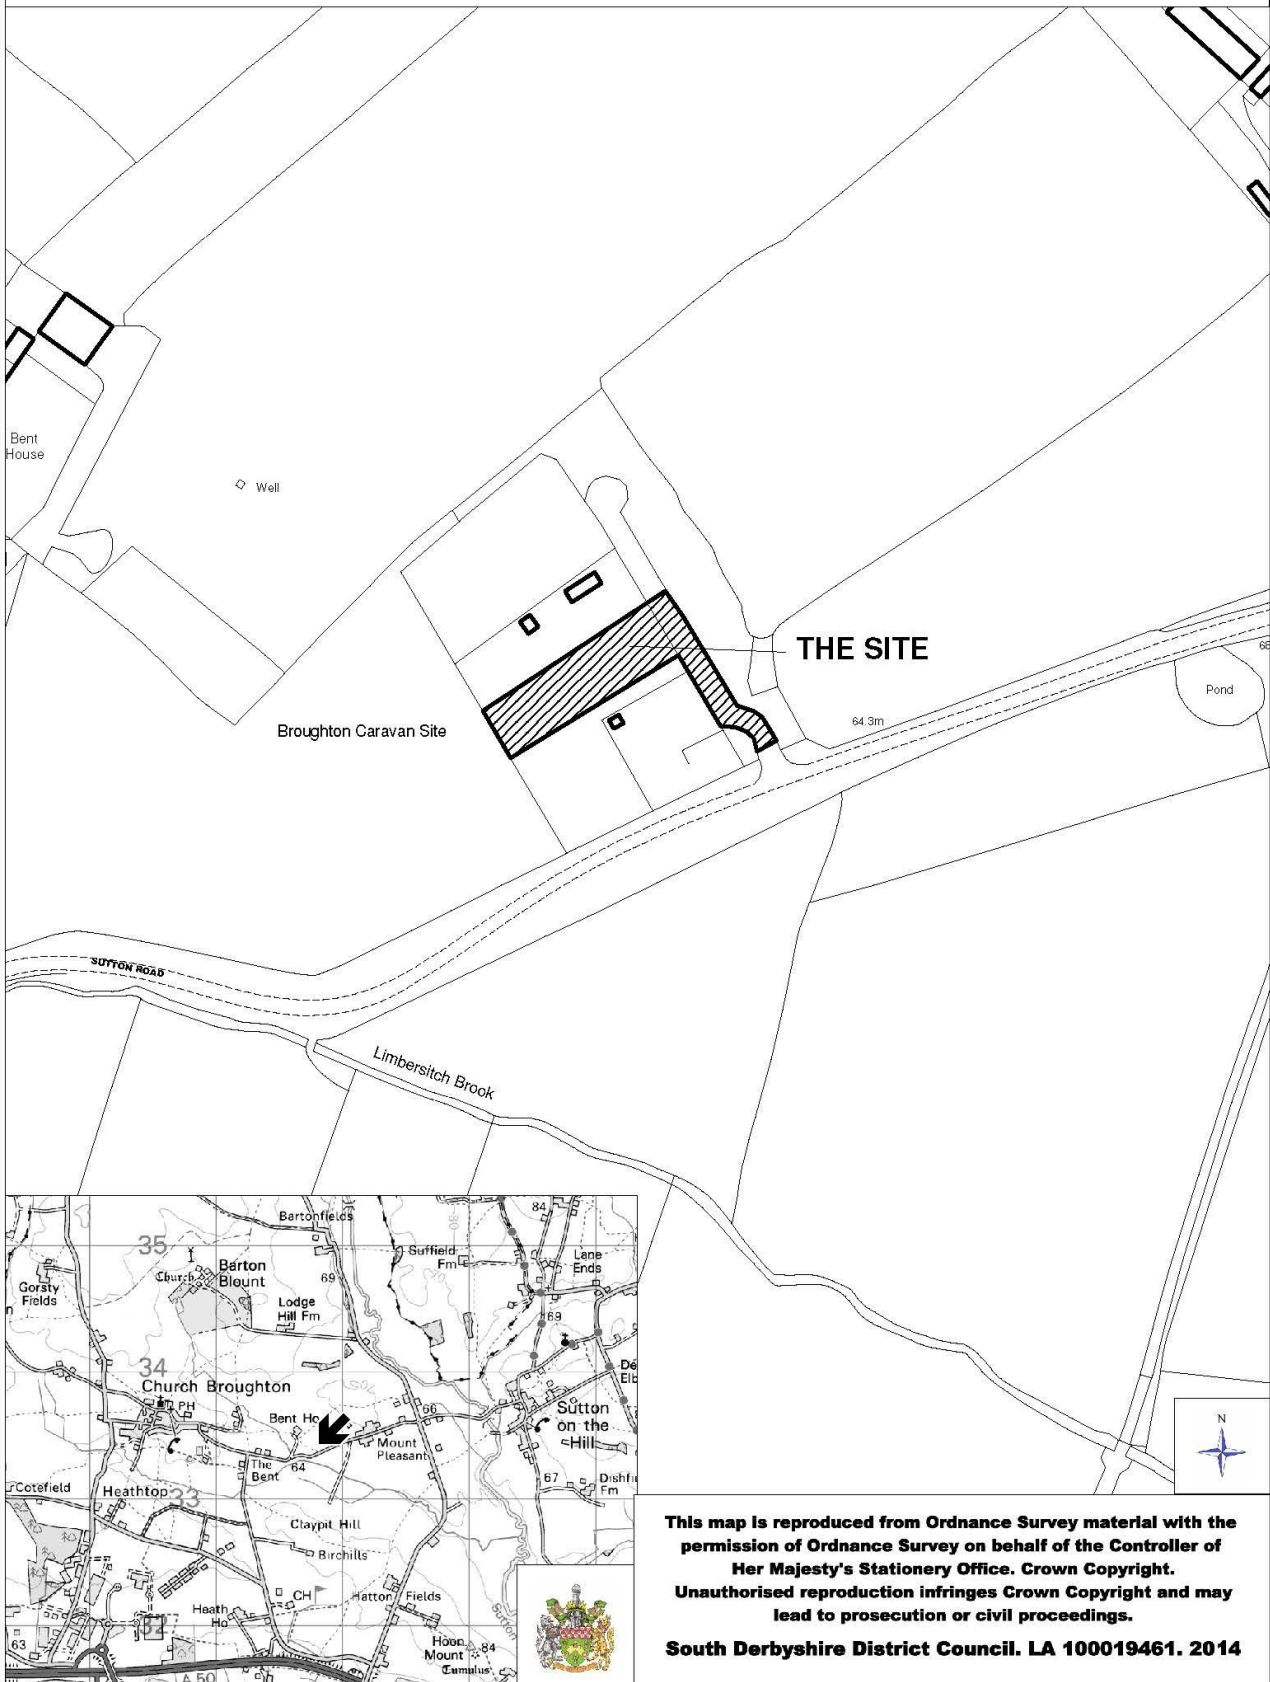 Bent
House
Well
THE SITE
68
Pond
64.3m
Broughton Caravan Site
SUTTON ROAD
Limbersitch Brook
Bartonfields
84
80
35
Suffield
Fm
Lane
Ends
Church
Barton
Blount
69
Gorsty
Fields
Lodge
Hill Fm
69
34
Church Broughton
PH
Bent Ho
66
Sutton
on the
Hill
Mount
Pleasant
The
Bent
64
67
Fm
Cotefield
Heathtop
33
Claypit Hill
Birchills
CH
Hatton Fields
Heath
Ho
32
63
Hoon
Mount
84
Tumulus
Sutton
A 50
N
This map is reproduced from Ordnance Survey material with the
permission of Ordnance Survey on behalf of the Controller of
Her Majesty's Stationery Office. Crown Copyright.
Unauthorised reproduction infringes Crown Copyright and may
lead to prosecution or civil proceedings.
South Derbyshire District Council. LA 100019461. 2014